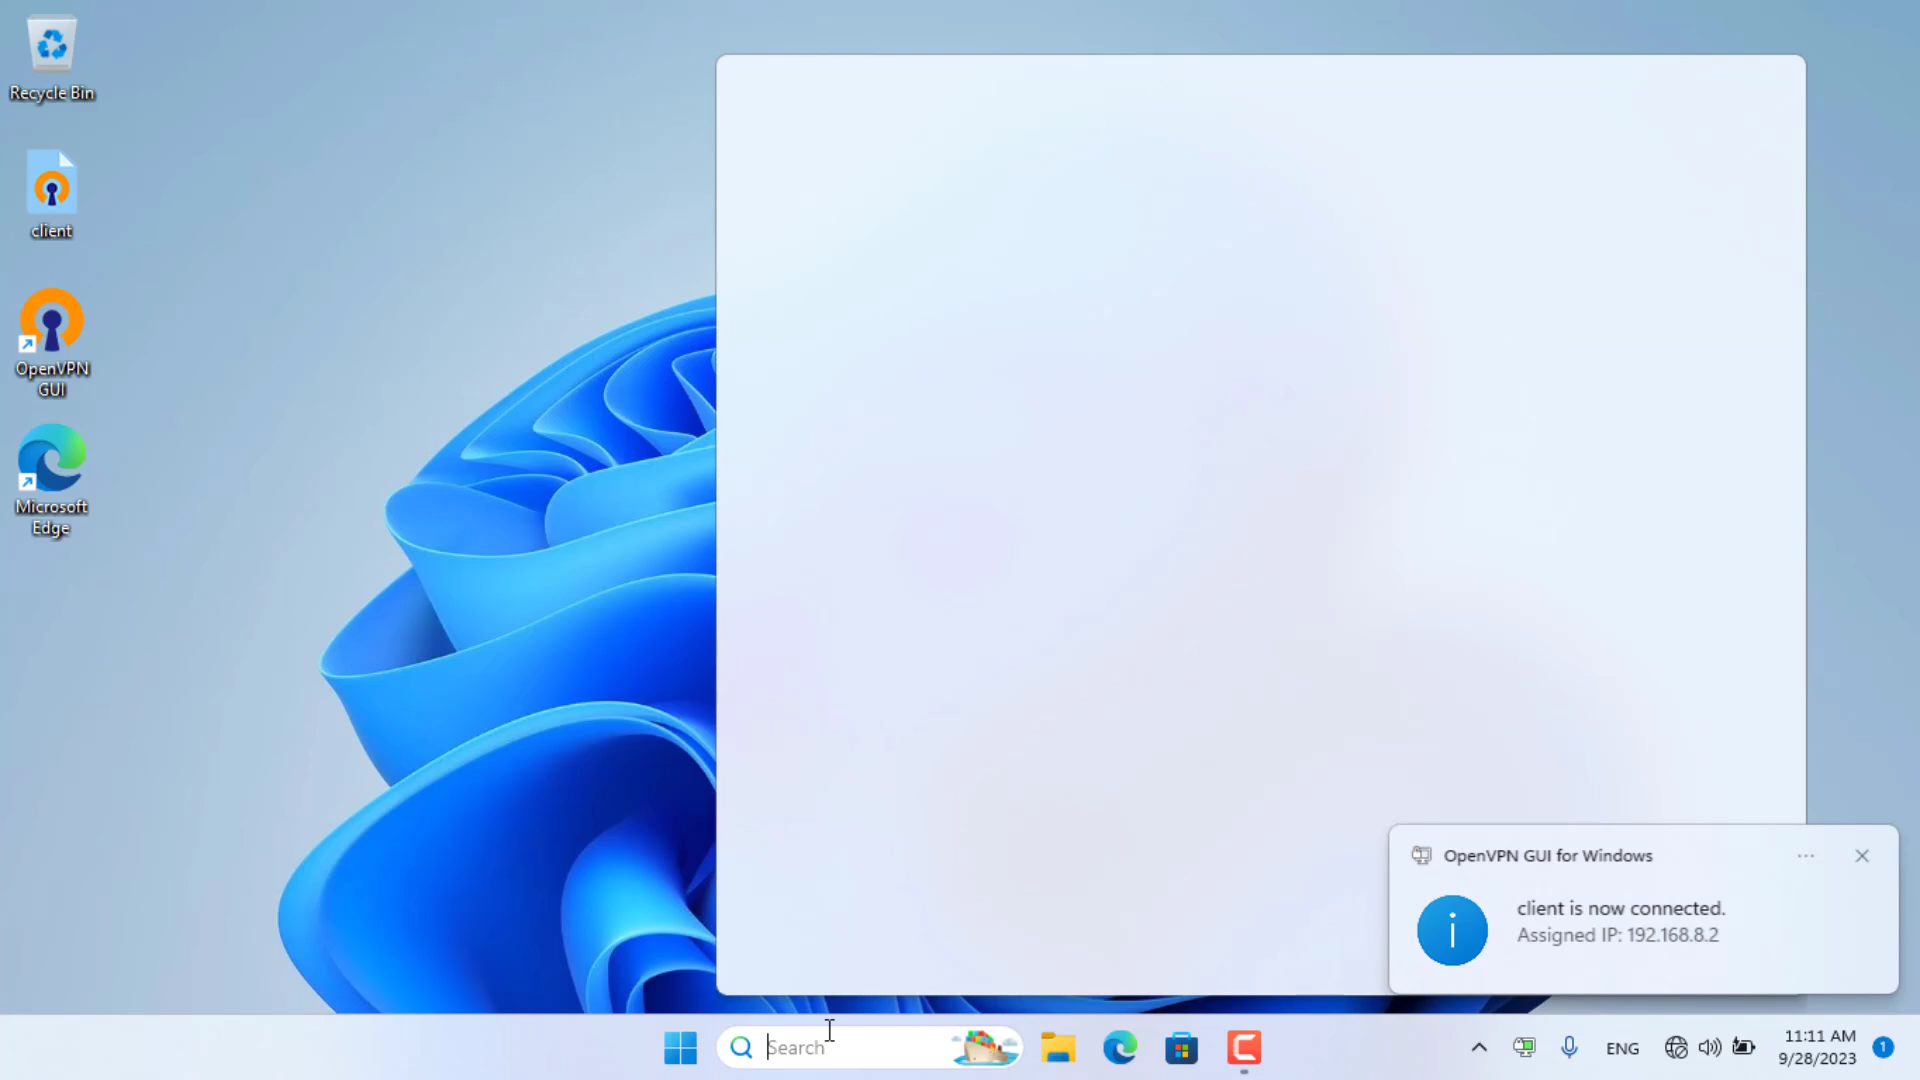 Recycle Bin
client
OpenVPN
GUI
Microsoft
Edge
OpenVPN GUI for Windows
client is now connected.
Assigned IP: 192.168.8.2
Search
ENG
11:11 AM
9/28/2023
1